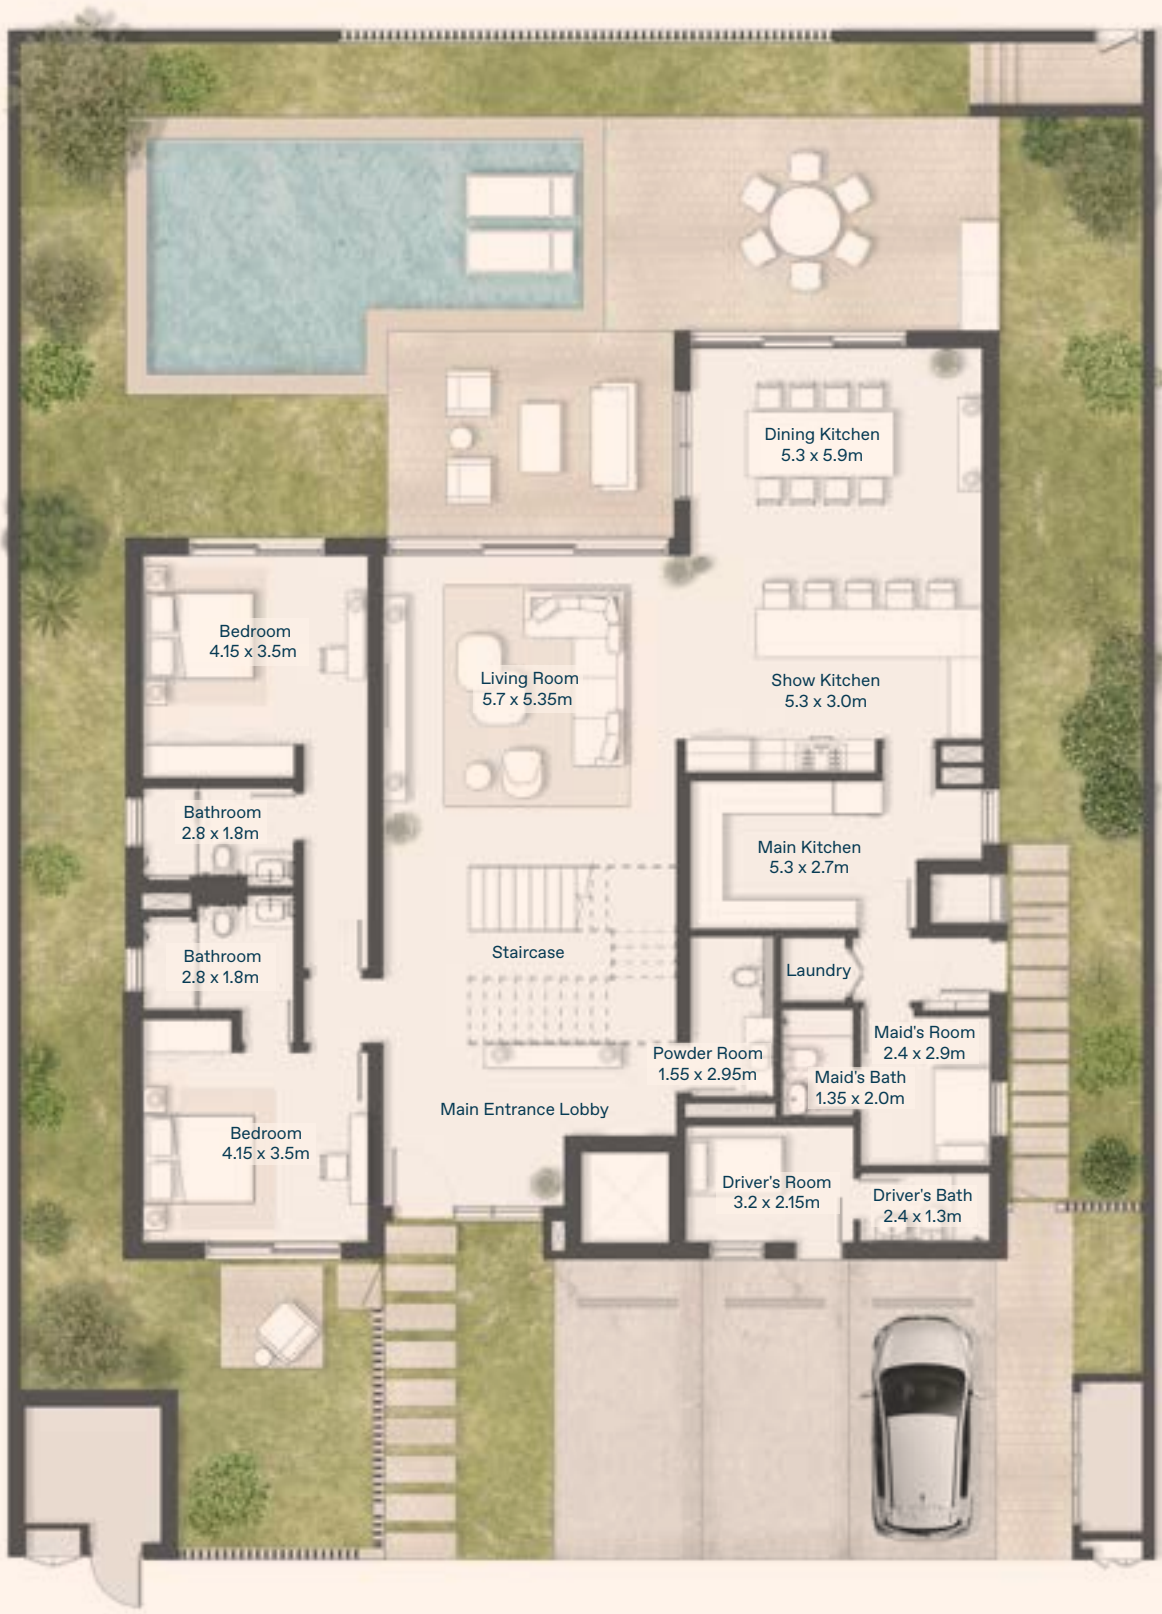 Dining Kitchen
5.3 x 5.9m
Bedroom
4.15 x 3.5m
Living Room
5.7 x 5.35m
Show Kitchen
5.3 x 3.0m
Bathroom
2.8 x 1.8m
Main Kitchen
5.3 x 2.7m
Staircase
Bathroom
2.8 x 1.8m
Laundry
Maid's Room
2.4 x 2.9m
Powder Room
1.55 x 2.95m
Maid's Bath
1.35 x 2.0m
Main Entrance Lobby
Bedroom
4.15 x 3.5m
Driver's Room
3.2 x 2.15m
Driver's Bath
2.4 x 1.3m